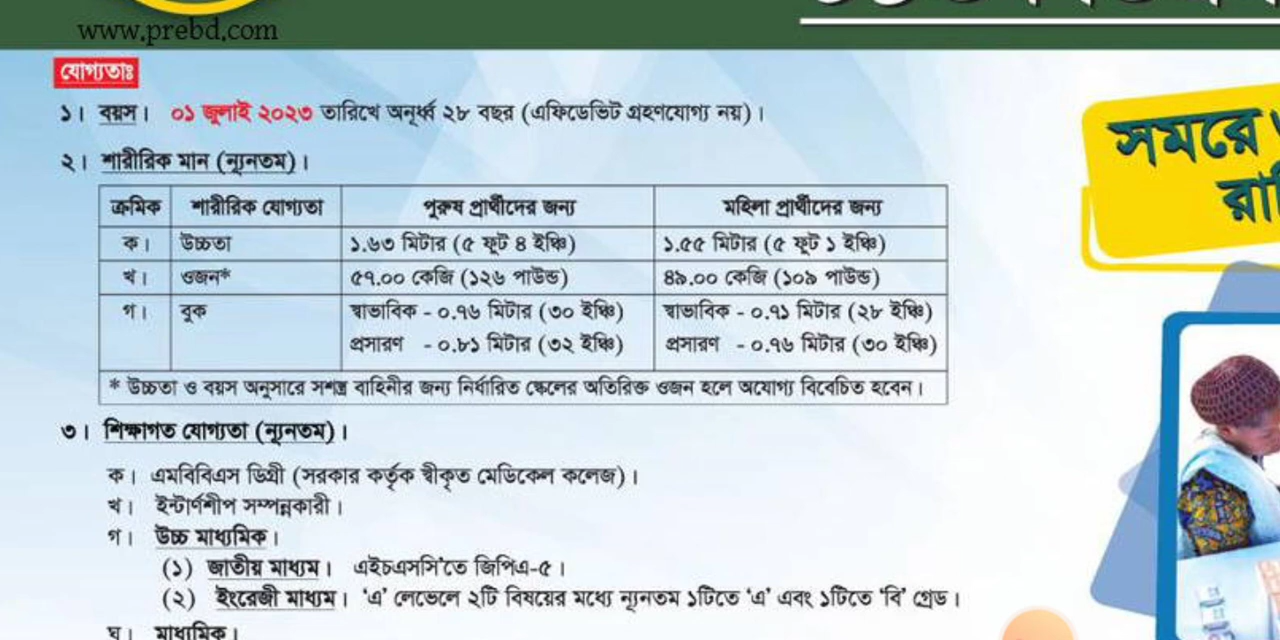 www.prebd.com
যোগ্যতাঃ
১। বয়স। ০১ জুলাই ২০২৩ তারিখে অনূর্ধ্ব ২৮ বছর (এফিডেভিট গ্রহণযোগ্য নয়)।
২। শারীরিক মান (ন্যূনতম)।
ক্রমিক শারীরিক যোগ্যতা পুরুষ প্রার্থীদের জন্য মহিলা প্রার্থীদের জন্য
ক। উচ্চতা ১.৬৩ মিটার (৫ ফুট ৪ ইঞ্চি) ১.৫৫ মিটার (৫ ফুট ১ ইঞ্চি)
খ। ওজন* ৫৭.০০ কেজি (১২৬ পাউন্ড) ৪৯.০০ কেজি (১০৯ পাউন্ড)
গ। বুক স্বাভাবিক - ০.৭৬ মিটার (৩০ ইঞ্চি) স্বাভাবিক - ০.৭১ মিটার (২৮ ইঞ্চি)
প্রসারণ - ০.৮১ মিটার (৩২ ইঞ্চি) প্রসারণ - ০.৭৬ মিটার (৩০ ইঞ্চি)
* উচ্চতা ও বয়স অনুসারে সশস্ত্র বাহিনীর জন্য নির্ধারিত স্কেলের অতিরিক্ত ওজন হলে অযোগ্য বিবেচিত হবেন।
৩। শিক্ষাগত যোগ্যতা (ন্যূনতম)।
ক। এমবিবিএস ডিগ্রী (সরকার কর্তৃক স্বীকৃত মেডিকেল কলেজ)।
খ। ইন্টার্ণশীপ সম্পন্নকারী।
গ। উচ্চ মাধ্যমিক।
(১) জাতীয় মাধ্যম। এইচএসসি'তে জিপিএ-৫।
(২) ইংরেজী মাধ্যম। ‘এ’ লেভেলে ২টি বিষয়ের মধ্যে ন্যূনতম ১টিতে ‘এ’ এবং ১টিতে ‘বি’ গ্রেড।
ঘ। মাধ্যমিক।
সমরে